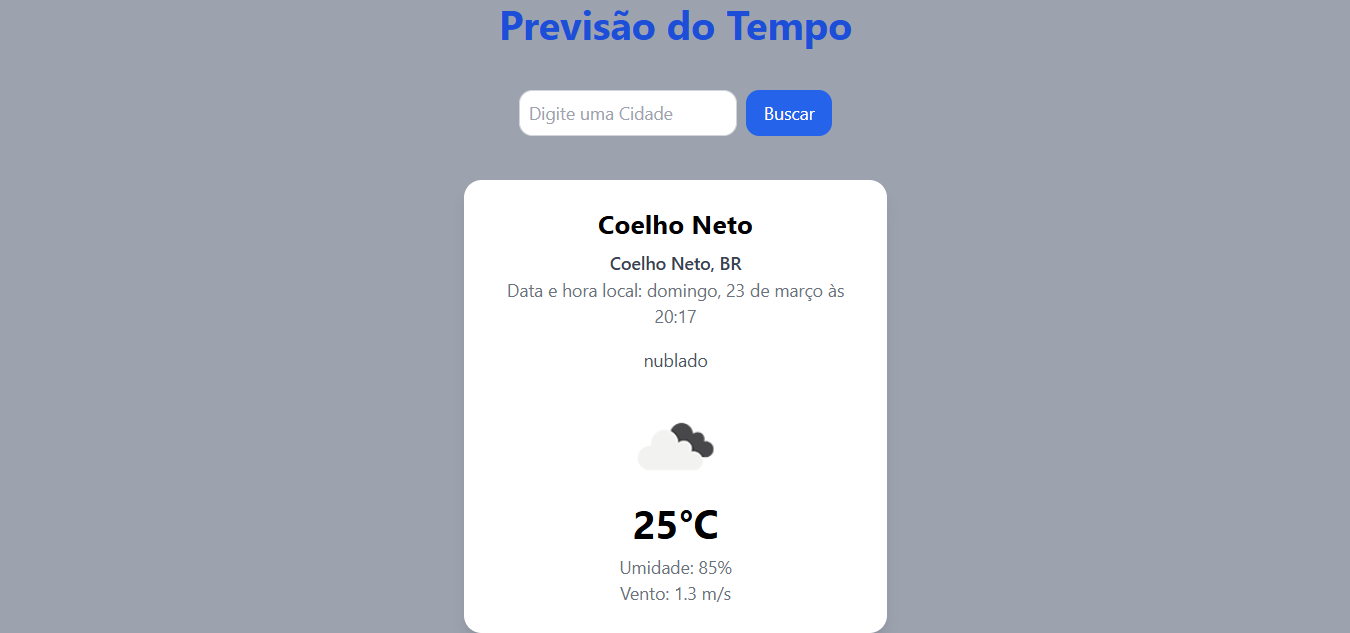 Previsão do Tempo
Digite uma Cidade
Buscar
Coelho Neto
Coelho Neto, BR
Data e hora local: domingo, 23 de março às
20:17
nublado
25°C
Umidade: 85%
Vento: 1.3 m/s